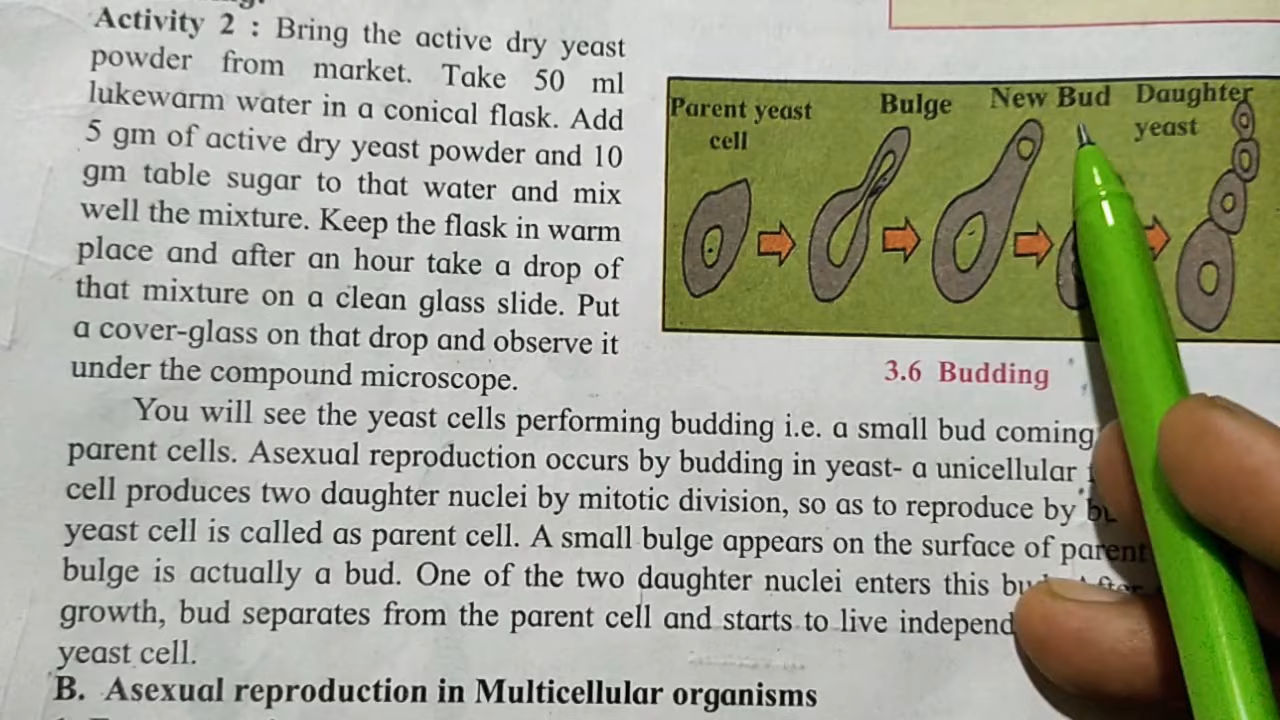 Activity 2 : Bring the active dry yeast
powder from market. Take 50 ml
lukewarm water in a conical flask. Add
5 gm of active dry yeast powder and 10
gm table sugar to that water and mix
well the mixture. Keep the flask in warm
place and after an hour take a drop of
that mixture on a clean glass slide. Put
a cover-glass on that drop and observe it
under the compound microscope.
Parent yeast
cell
Bulge
New Bud
Daughter
yeast
3.6 Budding
You will see the yeast cells performing budding i.e. a small bud coming
parent cells. Asexual reproduction occurs by budding in yeast- a unicellular
cell produces two daughter nuclei by mitotic division, so as to reproduce by
yeast cell is called as parent cell. A small bulge appears on the surface of parent
bulge is actually a bud. One of the two daughter nuclei enters this
growth, bud separates from the parent cell and starts to live
yeast cell.
B. Asexual reproduction in Multicellular organisms